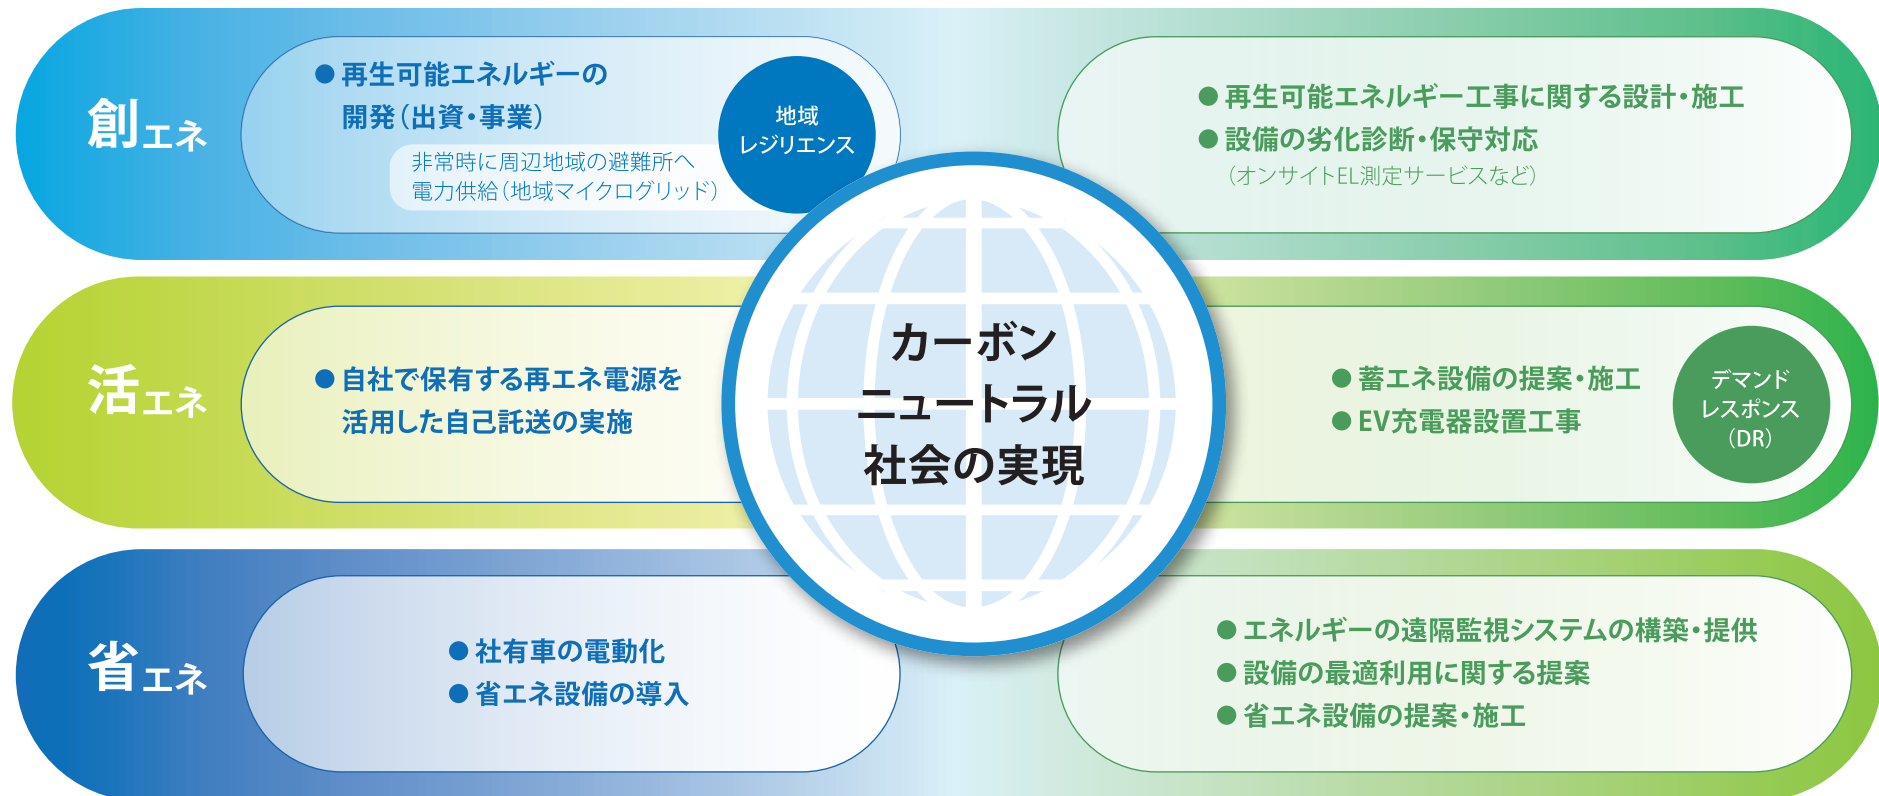 創エネ
● 再生可能エネルギーの
開発（出資・事業）
非常時に周辺地域の避難所へ
電力供給（地域マイクログリッド）
地域
レジリエンス
● 再生可能エネルギー工事に関する設計・施工
● 設備の劣化診断・保守対応
（オンサイトEL測定サービスなど）
活エネ
● 自社で保有する再エネ電源を
活用した自己託送の実施
カーボン
ニュートラル
社会の実現
● 蓄エネ設備の提案・施工
● EV充電器設置工事
デマンド
レスポンス
（DR）
省エネ
● 社有車の電動化
● 省エネ設備の導入
● エネルギーの遠隔監視システムの構築・提供
● 設備の最適利用に関する提案
● 省エネ設備の提案・施工